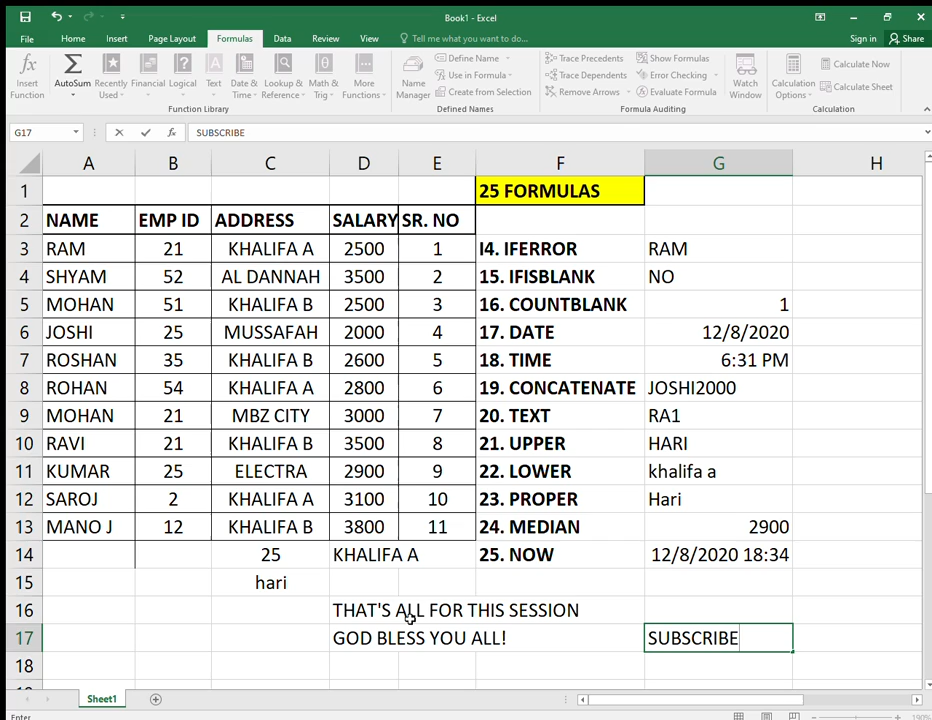 Book1 - Excel
File Home Insert Page Layout Formulas Data Review View Tell me what you want to do... Sign in Share
Insert Function AutoSum Recently Used Financial Logical Text Date & Time Lookup & Reference Math & Trig More Functions
Function Library
Name Manager Define Name Use in Formula Create from Selection
Defined Names
Trace Precedents Trace Dependents Remove Arrows Show Formulas Error Checking Evaluate Formula Watch Window
Formula Auditing
Calculation Options Calculate Now Calculate Sheet
Calculation
G17 fx SUBSCRIBE
A B C D E F G H
1 25 FORMULAS
2 NAME EMP ID ADDRESS SALARY SR. NO
3 RAM 21 KHALIFA A 2500 1 I4. IFERROR RAM
4 SHYAM 52 AL DANNAH 3500 2 15. IFISBLANK NO
5 MOHAN 51 KHALIFA B 2500 3 16. COUNTBLANK 1
6 JOSHI 25 MUSSAFAH 2000 4 17. DATE 12/8/2020
7 ROSHAN 35 KHALIFA B 2600 5 18. TIME 6:31 PM
8 ROHAN 54 KHALIFA A 2800 6 19. CONCATENATE JOSHI2000
9 MOHAN 21 MBZ CITY 3000 7 20. TEXT RA1
10 RAVI 21 KHALIFA B 3500 8 21. UPPER HARI
11 KUMAR 25 ELECTRA 2900 9 22. LOWER khalifa a
12 SAROJ 2 KHALIFA A 3100 10 23. PROPER Hari
13 MANO J 12 KHALIFA B 3800 11 24. MEDIAN 2900
14 25 KHALIFA A 25. NOW 12/8/2020 18:34
15 hari
16 THAT'S ALL FOR THIS SESSION
17 GOD BLESS YOU ALL! SUBSCRIBE
18
Sheet1
Enter 190%